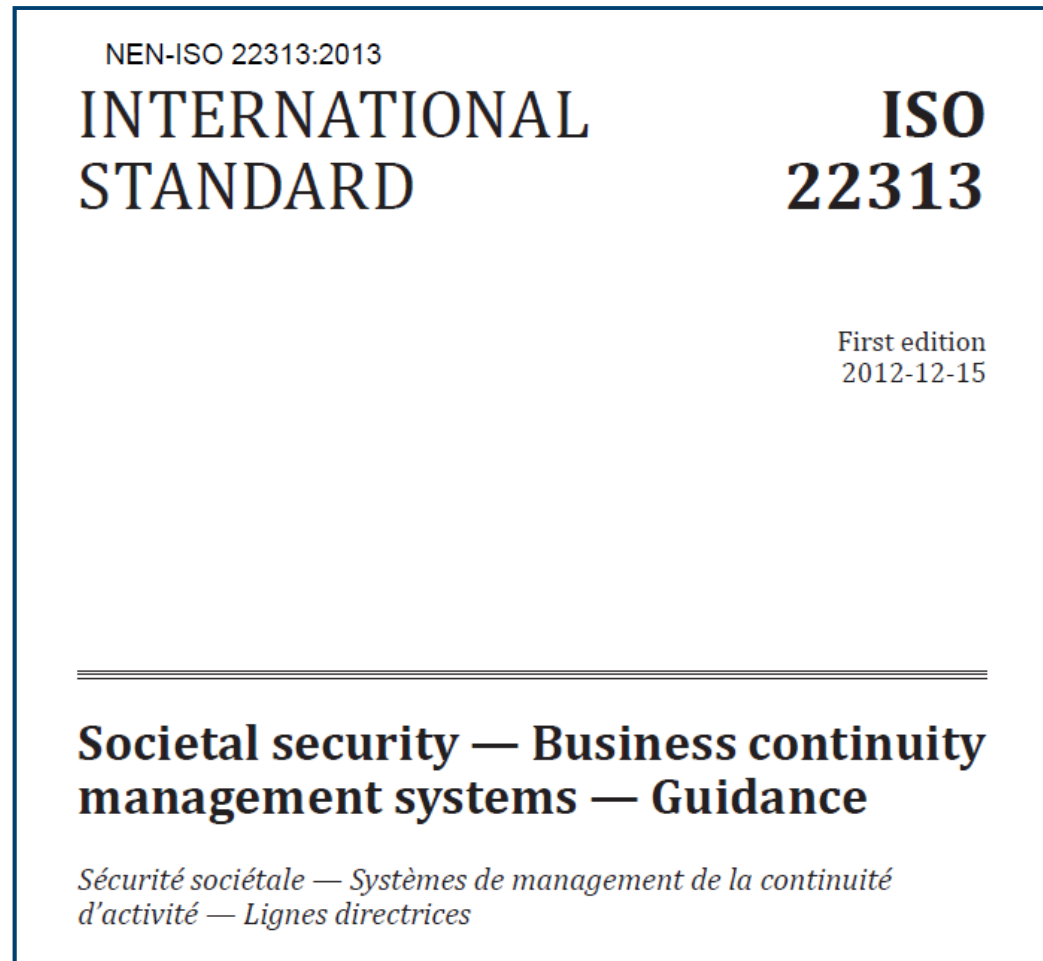 NEN-ISO 22313:2013
INTERNATIONAL
STANDARD
ISO
22313
First edition
2012-12-15
Societal security — Business continuity
management systems — Guidance
Sécurité sociétale — Systèmes de management de la continuité
d'activité — Lignes directrices